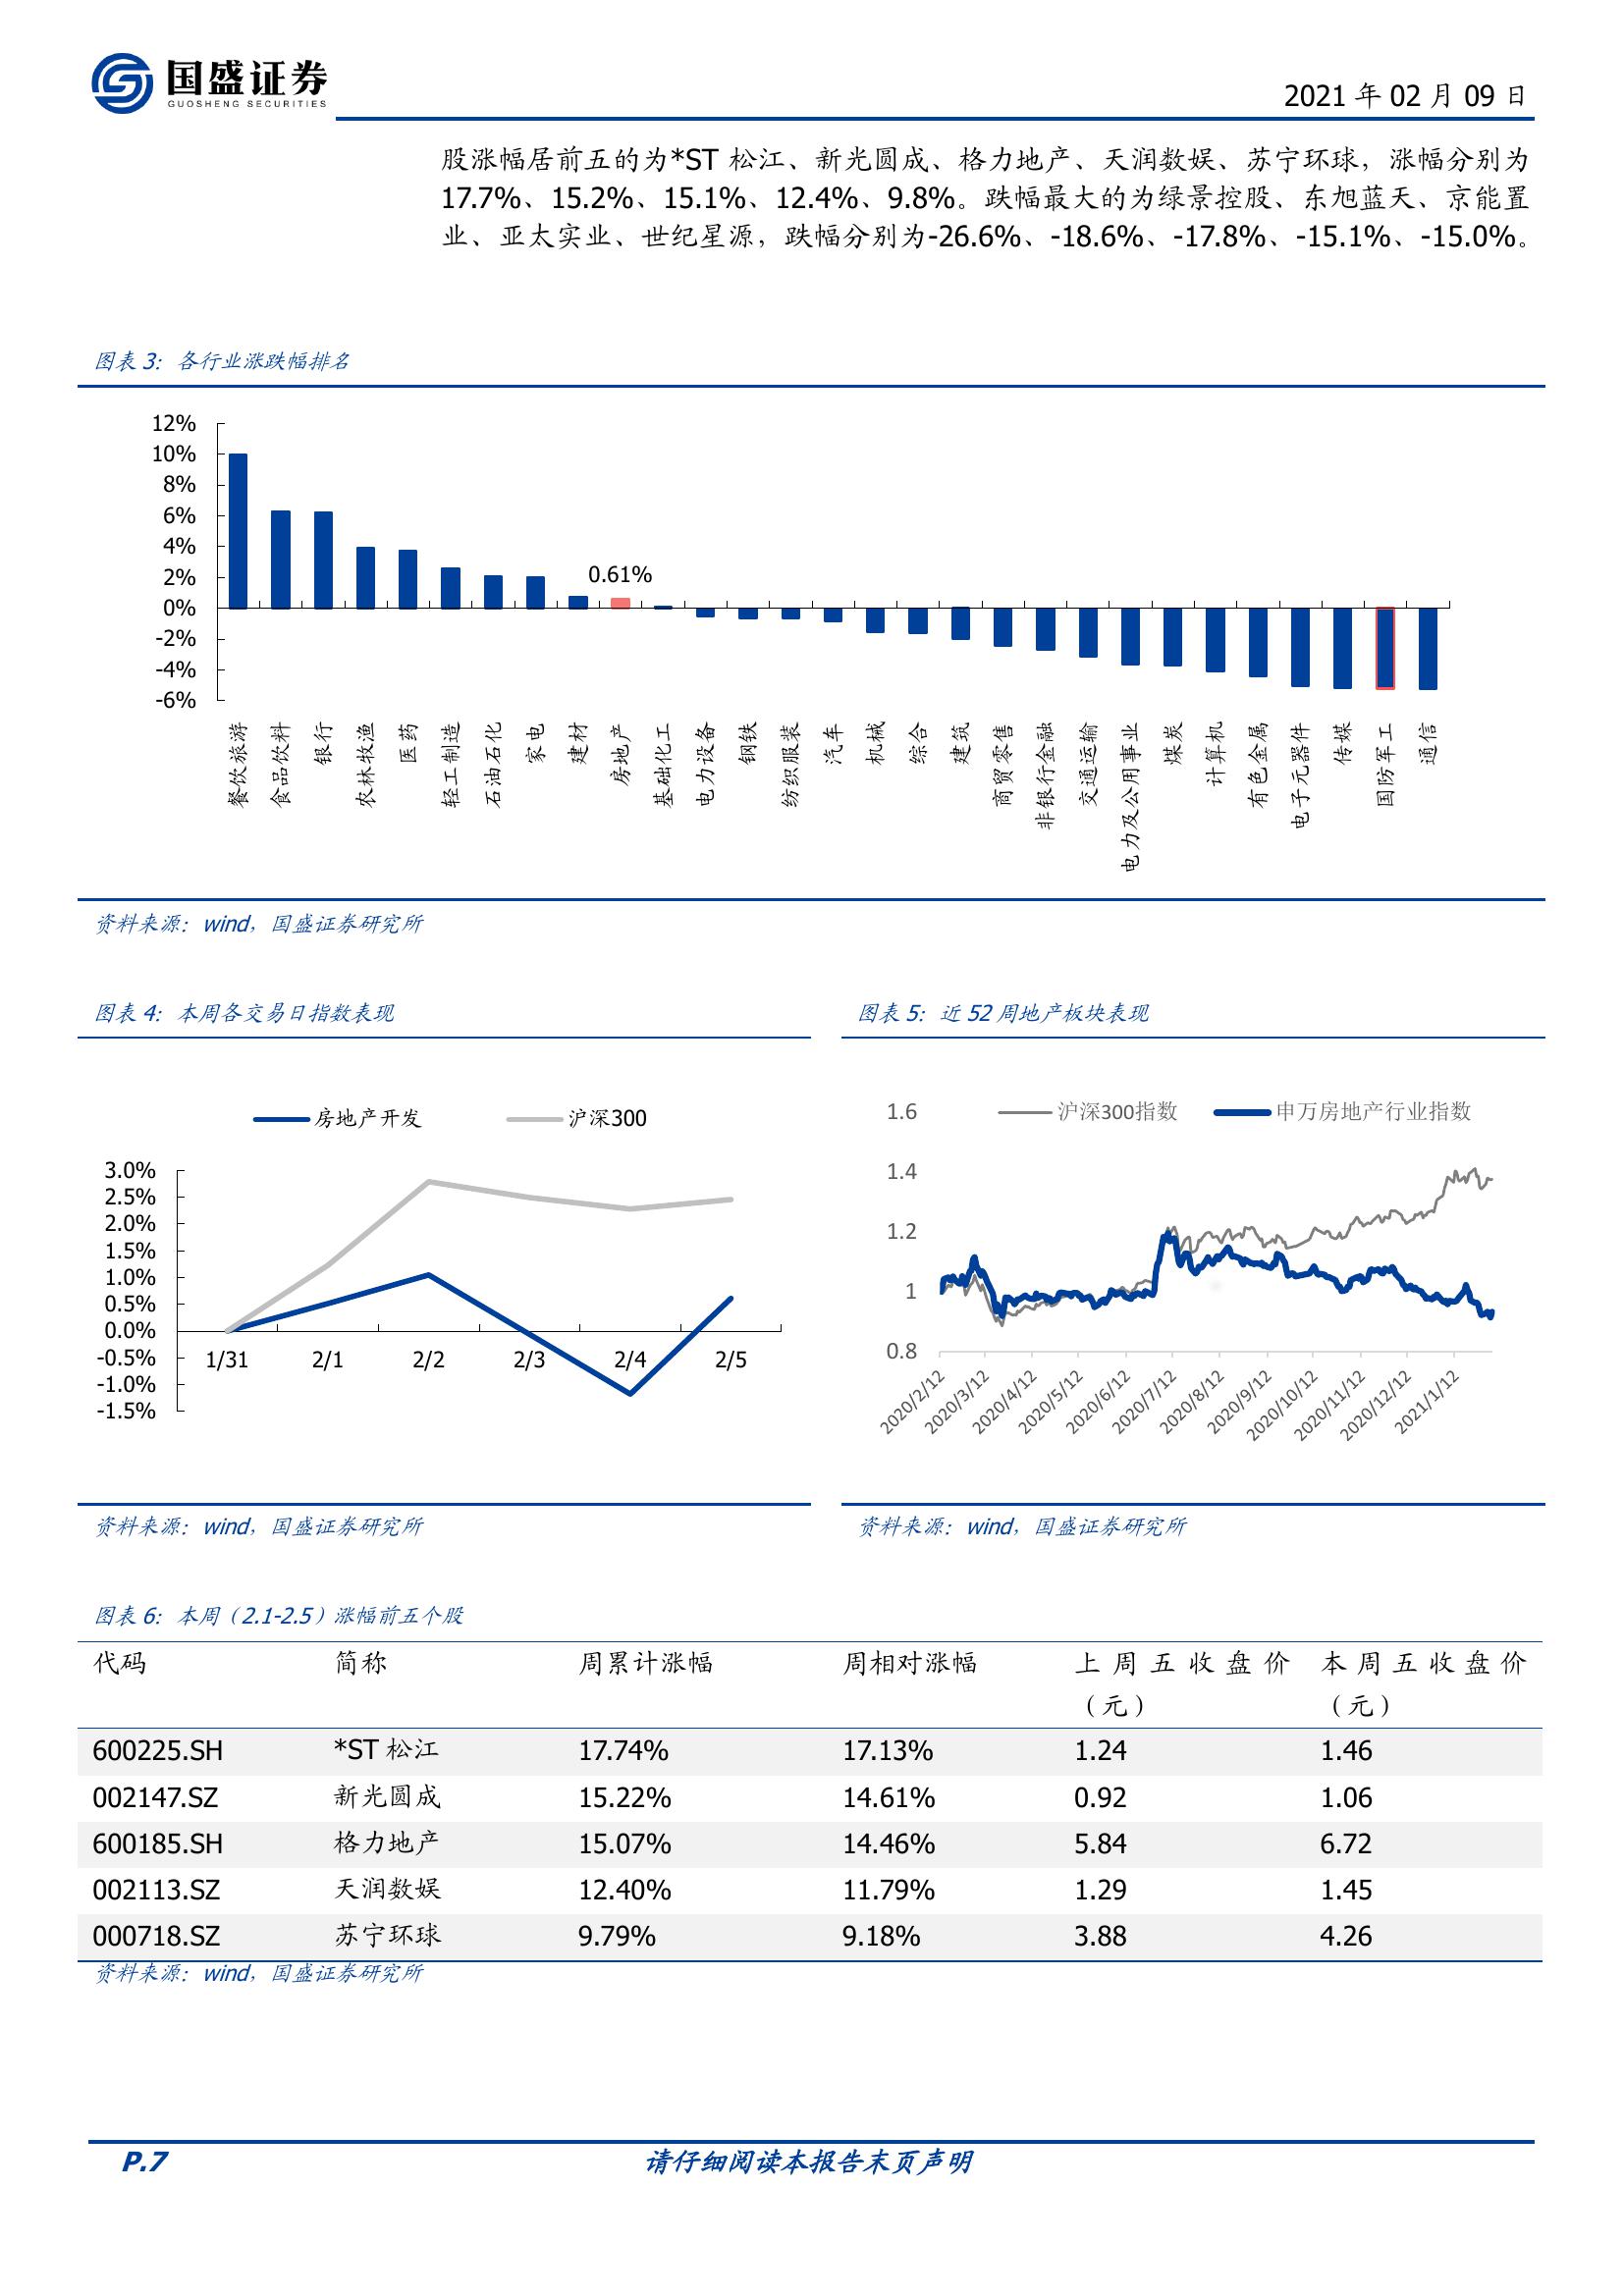 国盛证券
GUOSHENG SECURITIES
2021 年 02 月 09 日
股涨幅居前五的为*ST 松江、新光圆成、格力地产、天润数娱、苏宁环球，涨幅分别为
17.7%、15.2%、15.1%、12.4%、9.8%。跌幅最大的为绿景控股、东旭蓝天、京能置
业、亚太实业、世纪星源，跌幅分别为-26.6%、-18.6%、-17.8%、-15.1%、-15.0%。
图表 3：各行业涨跌幅排名
12%
10%
8%
6%
4%
2%
0%
-2%
-4%
-6%
0.61%
餐饮旅游
食品饮料
银行
农林牧渔
医药
轻工制造
石油石化
家电
建材
房地产
基础化工
电力设备
钢铁
纺织服装
汽车
机械
综合
建筑
商贸零售
非银行金融
交通运输
电力及公用事业
煤炭
计算机
有色金属
电子元器件
传媒
国防军工
通信
资料来源：wind，国盛证券研究所
图表 4：本周各交易日指数表现
房地产开发 沪深300
3.0%
2.5%
2.0%
1.5%
1.0%
0.5%
0.0%
-0.5%
-1.0%
-1.5%
1/31 2/1 2/2 2/3 2/4 2/5
资料来源：wind，国盛证券研究所
图表 5：近 52 周地产板块表现
沪深300指数 申万房地产行业指数
1.6
1.4
1.2
1
0.8
2020/2/12
2020/3/12
2020/4/12
2020/5/12
2020/6/12
2020/7/12
2020/8/12
2020/9/12
2020/10/12
2020/11/12
2020/12/12
2021/1/12
资料来源：wind，国盛证券研究所
图表 6：本周（2.1-2.5）涨幅前五个股
代码 简称 周累计涨幅 周相对涨幅 上周五收盘价 本周五收盘价
（元） （元）
600225.SH *ST 松江 17.74% 17.13% 1.24 1.46
002147.SZ 新光圆成 15.22% 14.61% 0.92 1.06
600185.SH 格力地产 15.07% 14.46% 5.84 6.72
002113.SZ 天润数娱 12.40% 11.79% 1.29 1.45
000718.SZ 苏宁环球 9.79% 9.18% 3.88 4.26
资料来源：wind，国盛证券研究所
P.7 请仔细阅读本报告末页声明